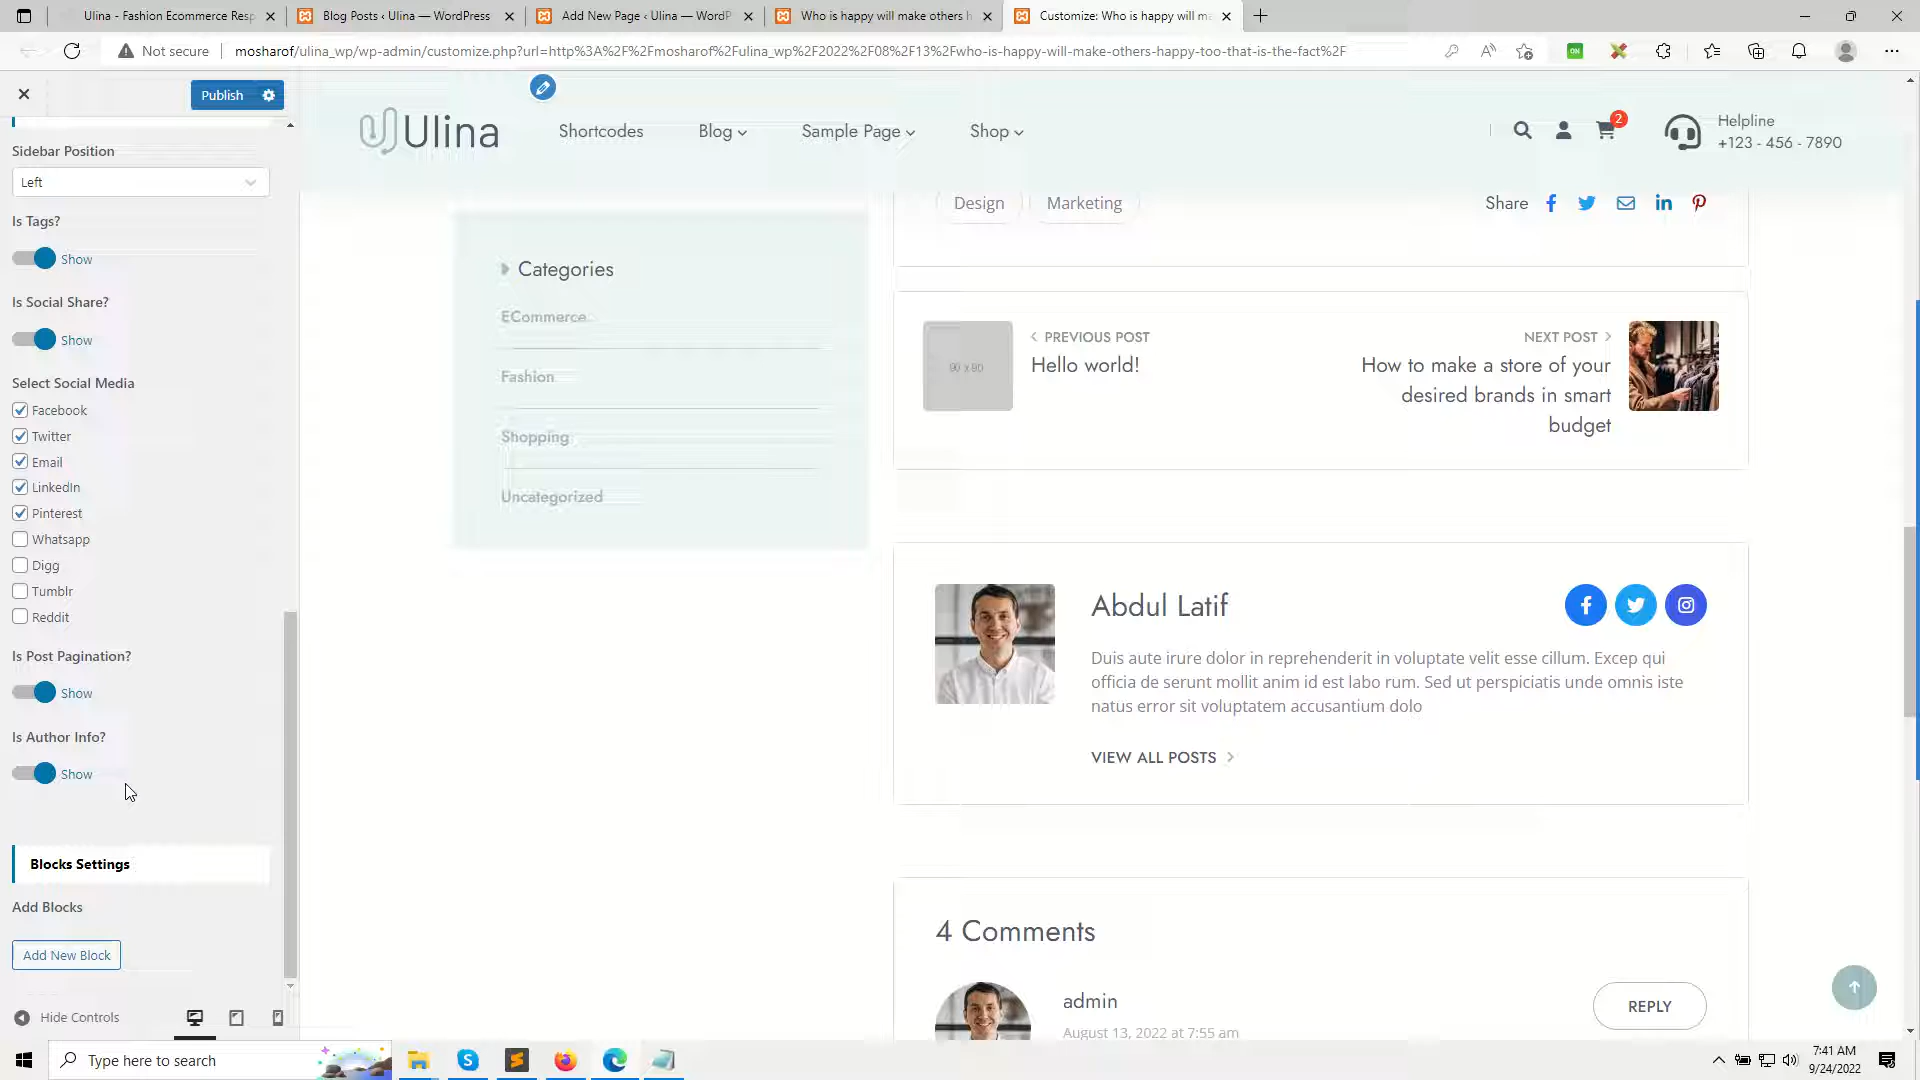 Ulina - Fashion Ecommerce Resp
Blog Posts ‹ Ulina — WordPress
Add New Page ‹ Ulina — WordP
Who is happy will make others h
Customize: Who is happy will m
Not secure
mosharof/ulina_wp/wp-admin/customize.php?url=http%3A%2F%2Fmosharof%2Fulina_wp%2F2022%2F08%2F13%2Fwho-is-happy-will-make-others-happy-too-that-is-the-fact%2F
ON
Publish
Sidebar Position
Left
Is Tags?
Show
Is Social Share?
Show
Select Social Media
Facebook
Twitter
Email
LinkedIn
Pinterest
Whatsapp
Digg
Tumblr
Reddit
Is Post Pagination?
Show
Is Author Info?
Show
Blocks Settings
Add Blocks
Add New Block
Hide Controls
Ulina
Shortcodes
Blog
Sample Page
Shop
2
Helpline
+123 - 456 - 7890
Categories
ECommerce
Fashion
Shopping
Uncategorized
Design
Marketing
Share
90 x 90
PREVIOUS POST
Hello world!
NEXT POST
How to make a store of your
desired brands in smart
budget
Abdul Latif
Duis aute irure dolor in reprehenderit in voluptate velit esse cillum. Excep qui
officia de serunt mollit anim id est labo rum. Sed ut perspiciatis unde omnis iste
natus error sit voluptatem accusantium dolo
VIEW ALL POSTS
4 Comments
admin
August 13, 2022 at 7:55 am
REPLY
Type here to search
7:41 AM
9/24/2022